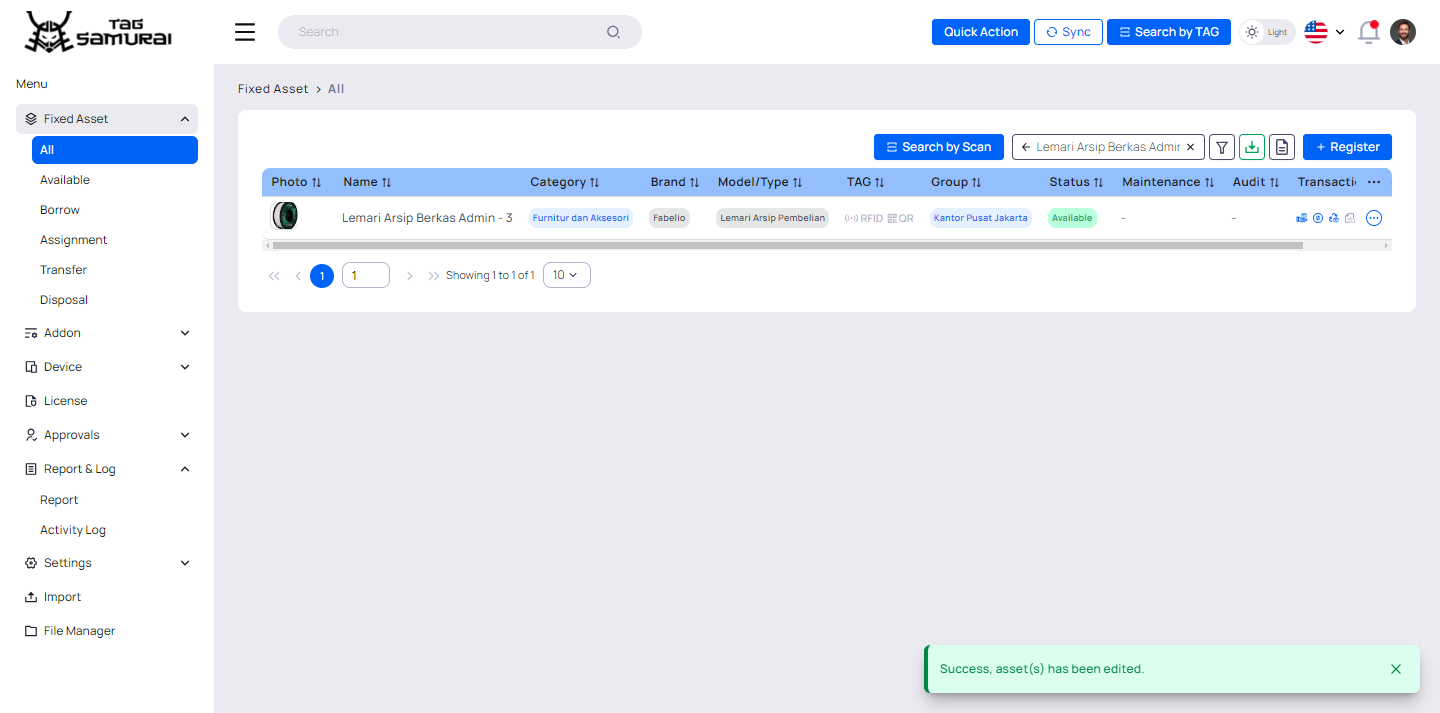 TAG
SAMURAI
Search
Quick Action
Sync
Search by TAG
Light
Menu
Fixed Asset
All
Available
Borrow
Assignment
Transfer
Disposal
Addon
Device
License
Approvals
Report & Log
Report
Activity Log
Settings
Import
File Manager
Fixed Asset > All
Search by Scan
Lemari Arsip Berkas Admin
+ Register
Photo Name Category Brand Model/Type TAG Group Status Maintenance Audit Transacti ...
Lemari Arsip Berkas Admin - 3 Furnitur dan Aksesori Fabelio Lemari Arsip Pembelian RFID QR Kantor Pusat Jakarta Available - -
1 1 Showing 1 to 1 of 1 10
Success, asset(s) has been edited.